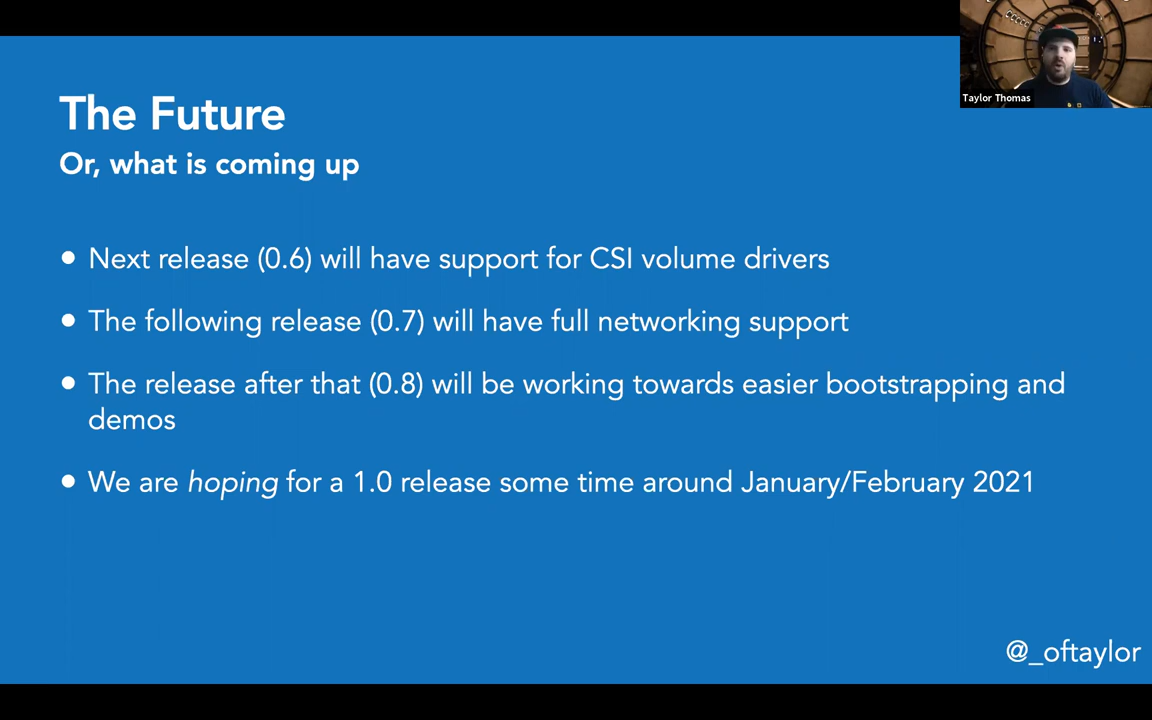 Taylor Thomas
The Future
Or, what is coming up
• Next release (0.6) will have support for CSI volume drivers
• The following release (0.7) will have full networking support
• The release after that (0.8) will be working towards easier bootstrapping and
demos
• We are hoping for a 1.0 release some time around January/February 2021
@_oftaylor